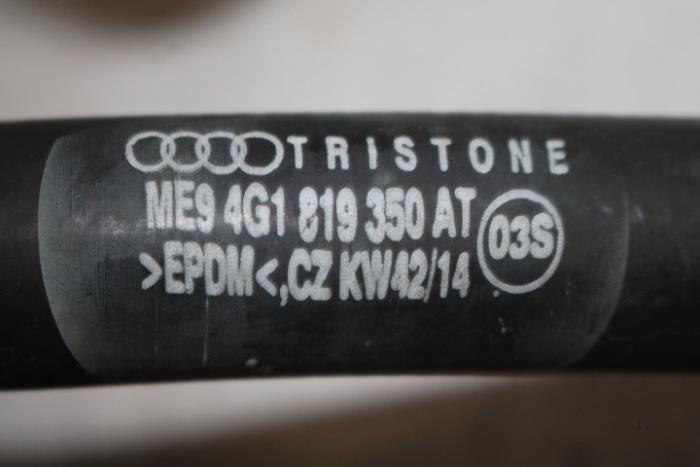 TRISTONE
ME9 4G1 819 350 AT
03S
>EPDM<,CZ KW42/14